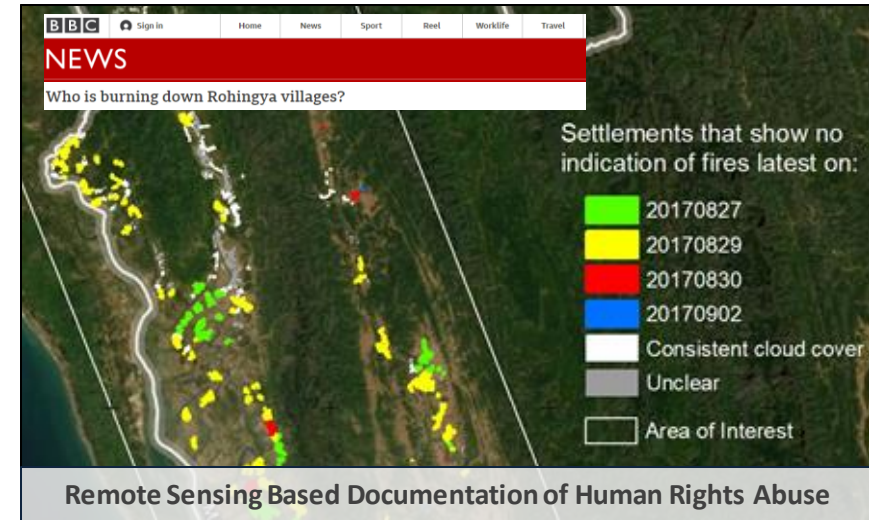 BBC Sign in Home News Sport Reel Worklife Travel
NEWS
Who is burning down Rohingya villages?
Settlements that show no
indication of fires latest on:
20170827
20170829
20170830
20170902
Consistent cloud cover
Unclear
Area of Interest
Remote Sensing Based Documentation of Human Rights Abuse